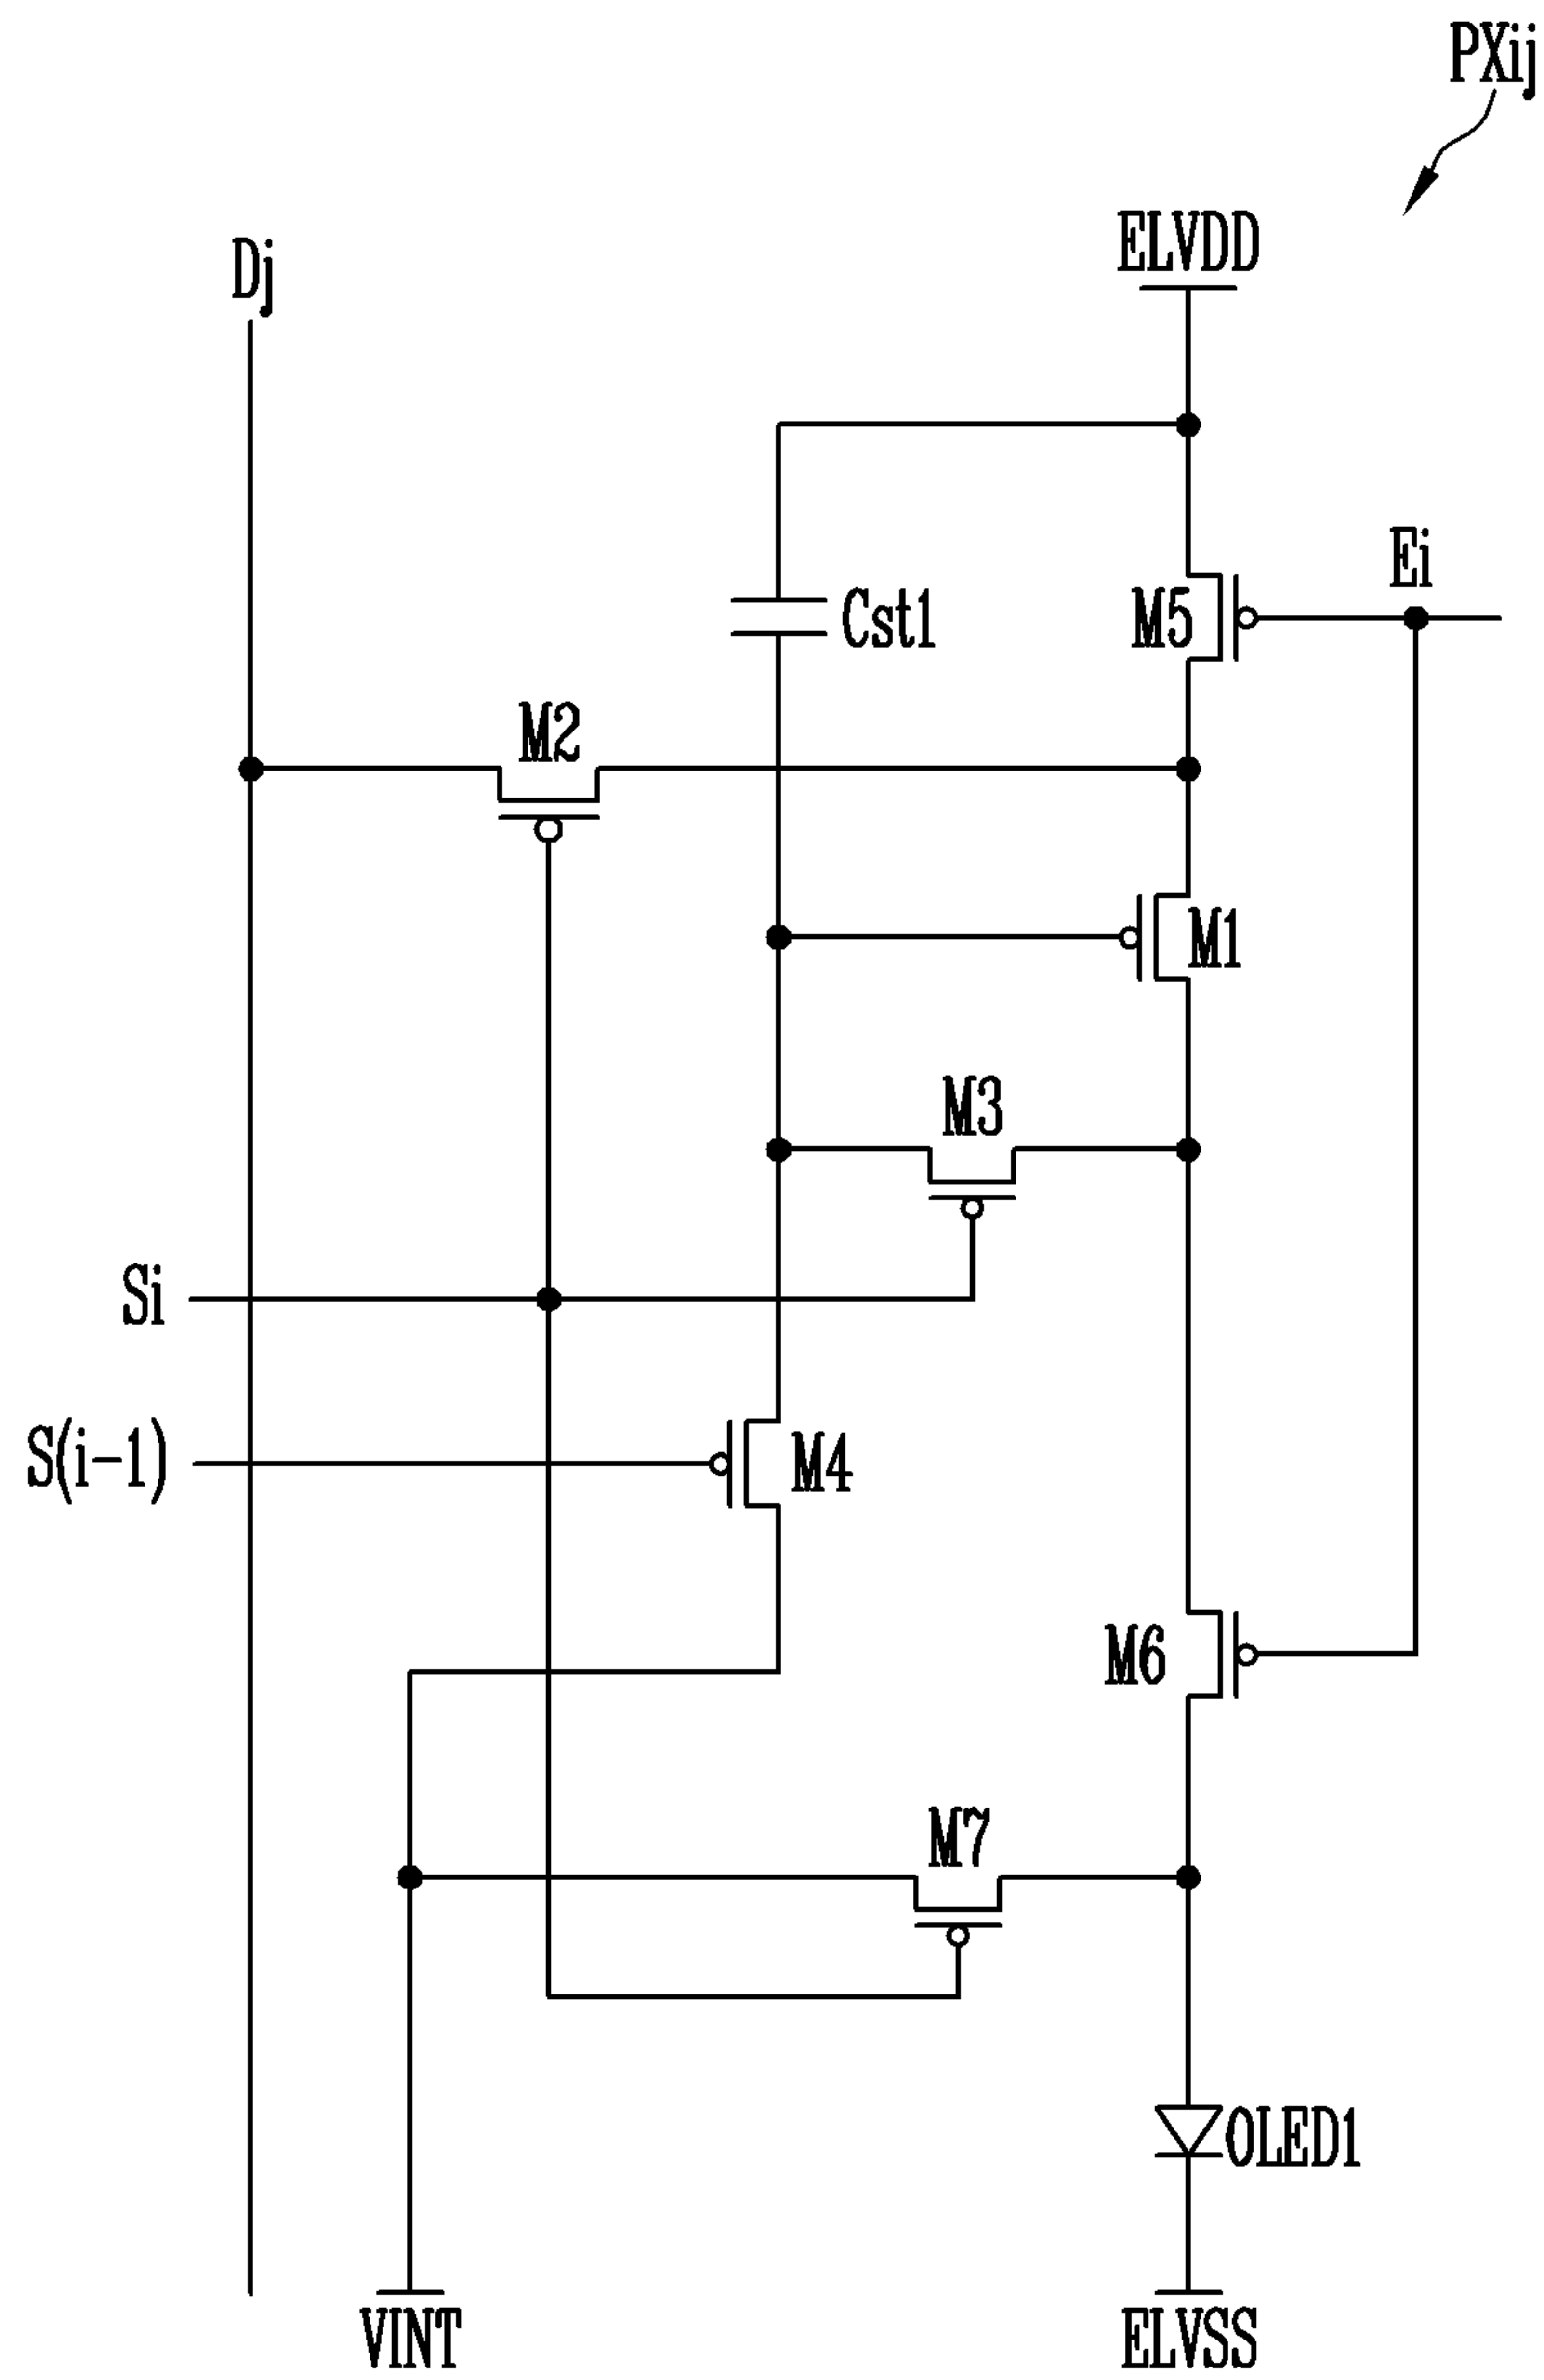 PXij
ELVDD
Dj
Ei
Cst1
M5
M2
M1
M3
Si
S(i-1)
M4
M6
M7
OLED1
VINT
ELVSS